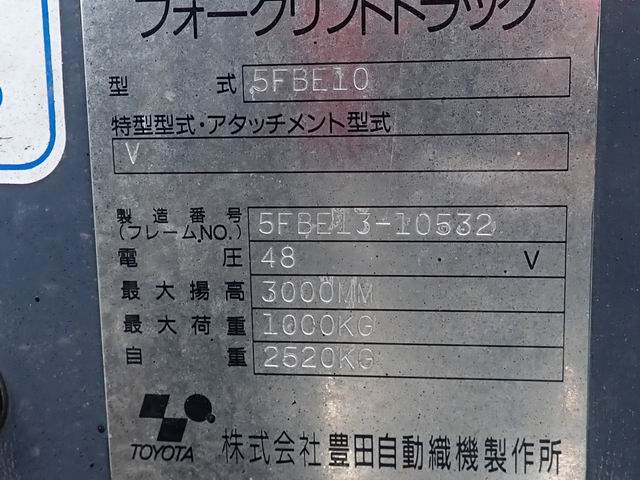 フォークリフトトラック
型式 5FBE10
特型型式・アタッチメント型式
V
製造番号
(フレームNO.) 5FBE13-10532
電圧 48 V
最大揚高 3000MM
最大荷重 1000KG
自重 2520KG
TOYOTA 株式会社豊田自動織機製作所